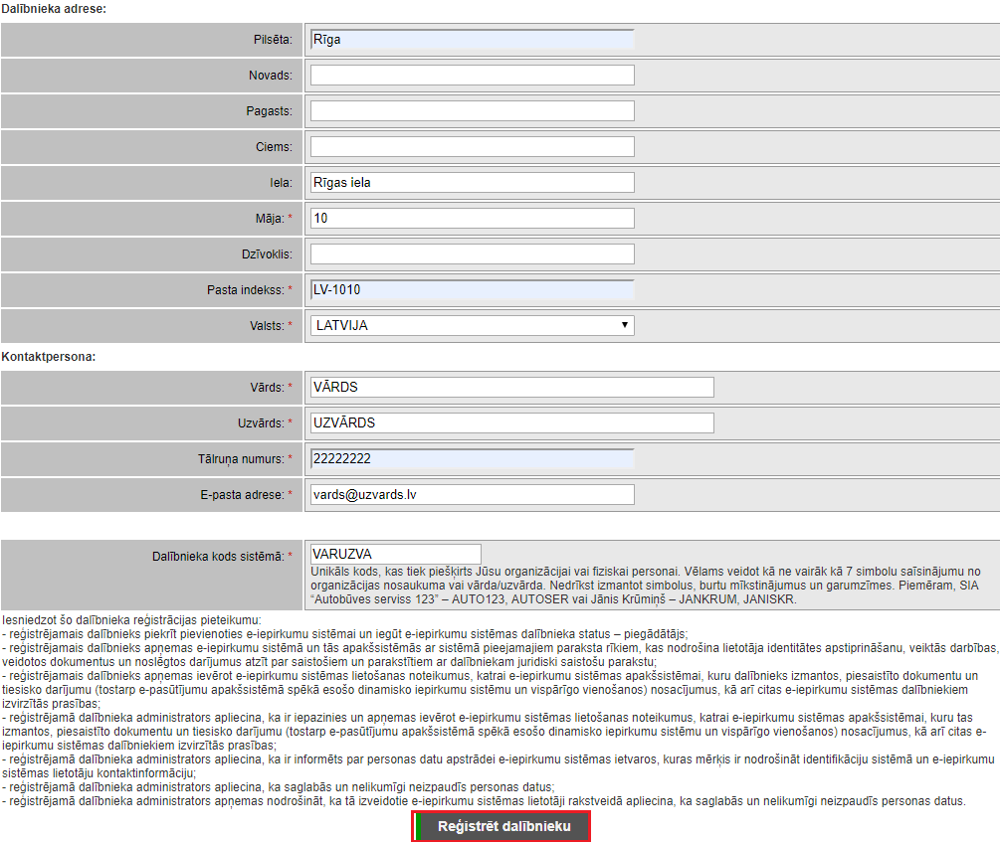 Dalībnieka adrese:
Pilsēta: Rīga
Novads:
Pagasts:
Ciems:
Iela: Rīgas iela
Māja: * 10
Dzīvoklis:
Pasta indekss: * LV-1010
Valsts: * LATVIJA
Kontaktpersona:
Vārds: * VĀRDS
Uzvārds: * UZVĀRDS
Tālruņa numurs: * 22222222
E-pasta adrese: * vards@uzvards.lv
Dalībnieka kods sistēmā: * VARUZVA
Unikāls kods, kas tiek piešķirts Jūsu organizācijai vai fiziskai personai. Vēlams veidot kā ne vairāk kā 7 simbolu saīsinājumu no
organizācijas nosaukuma vai vārda/uzvārda. Nedrīkst izmantot simbolus, burtu mīkstinājumus un garumzīmes. Piemēram, SIA
“Autobūves serviss 123” – AUTO123, AUTOSER vai Jānis Krūmiņš – JANKRUM, JANISKR.
Iesniedzot šo dalībnieka reģistrācijas pieteikumu:
- reģistrējamais dalībnieks piekrīt pievienoties e-iepirkumu sistēmai un iegūt e-iepirkumu sistēmas dalībnieka status – piegādātājs;
- reģistrējamais dalībnieks apņemas e-iepirkumu sistēmā un tās apakšsistēmās ar sistēmā pieejamajiem paraksta rīkiem, kas nodrošina lietotāja identitātes apstiprināšanu, veiktās darbības,
veidotos dokumentus un noslēgtos darījumus atzīt par saistošiem un parakstītiem ar dalībniekam juridiski saistošu parakstu;
- reģistrējamais dalībnieks apņemas ievērot e-iepirkumu sistēmas lietošanas noteikumus, katrai e-iepirkumu sistēmas apakšsistēmai, kuru dalībnieks izmantos, piesaistīto dokumentu un
tiesisko darījumu (tostarp e-pasūtījumu apakšsistēmā spēkā esošo dinamisko iepirkumu sistēmu un vispārīgo vienošanos) nosacījumus, kā arī citas e-iepirkumu sistēmas dalībniekiem
izvirzītās prasības;
- reģistrējamā dalībnieka administrators apliecina, ka ir iepazinies un apņemas ievērot e-iepirkumu sistēmas lietošanas noteikumus, katrai e-iepirkumu sistēmas apakšsistēmai, kuru tas
izmantos, piesaistīto dokumentu un tiesisko darījumu (tostarp e-pasūtījumu apakšsistēmā spēkā esošo dinamisko iepirkumu sistēmu un vispārīgo vienošanos) nosacījumus, kā arī citas e-
iepirkumu sistēmas dalībniekiem izvirzītās prasības;
- reģistrējamā dalībnieka administrators apliecina, ka ir informēts par personas datu apstrādei e-iepirkumu sistēmas ietvaros, kuras mērķis ir nodrošināt identifikāciju sistēmā un e-iepirkumu
sistēmas lietotāju kontaktinformāciju;
- reģistrējamā dalībnieka administrators apliecina, ka saglabās un nelikumīgi neizpaudīs personas datus;
- reģistrējamā dalībnieka administrators apņemas nodrošināt, ka tā izveidotie e-iepirkumu sistēmas lietotāji rakstveidā apliecina, ka saglabās un nelikumīgi neizpaudīs personas datus.
Reģistrēt dalībnieku